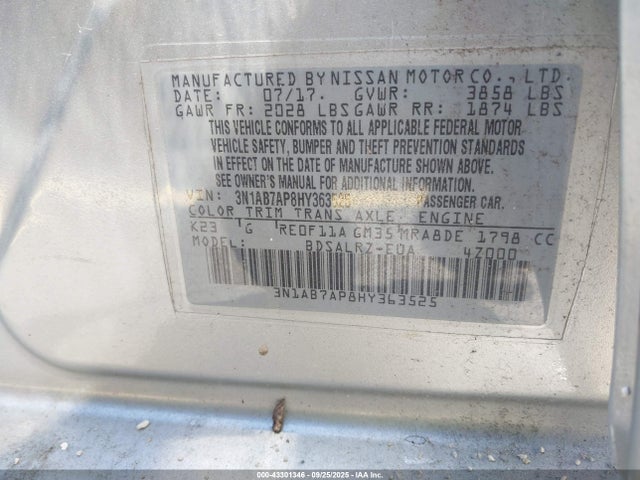 MANUFACTURED BY NISSAN MOTOR CO., LTD.
DATE: 07/17. GVWR: 3858 LBS
GAWR FR: 2028 LBS GAWR RR: 1874 LBS
THIS VEHICLE CONFORMS TO ALL APPLICABLE FEDERAL MOTOR
VEHICLE SAFETY, BUMPER AND THEFT PREVENTION STANDARDS
IN EFFECT ON THE DATE OF MANUFACTURE SHOWN ABOVE.
SEE OWNER'S MANUAL FOR ADDITIONAL INFORMATION.
VIN: 3N1AB7AP8HY363525 PASSENGER CAR.
COLOR TRIM TRANS AXLE ENGINE
K23 G RE0F11A GM35 MRA8DE 1798 CC
MODEL: BDSALRZ-EUA 4Z000
3N1AB7AP8HY363525
000-43301346 09/25/2025 COPART